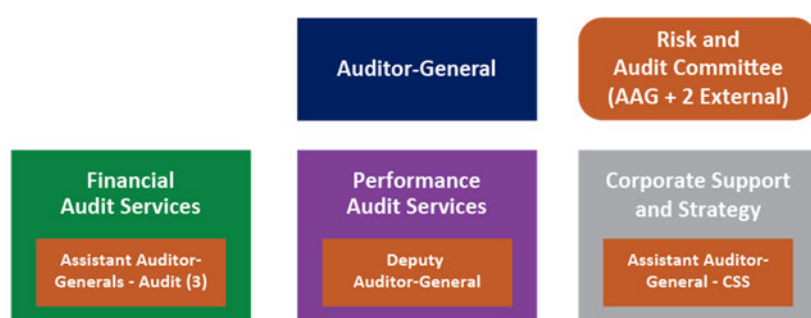 Auditor-General
Risk and
Audit Committee
(AAG + 2 External)
Financial
Audit Services
Assistant Auditor-
Generals - Audit (3)
Performance
Audit Services
Deputy
Auditor-General
Corporate Support
and Strategy
Assistant Auditor-
General - CSS